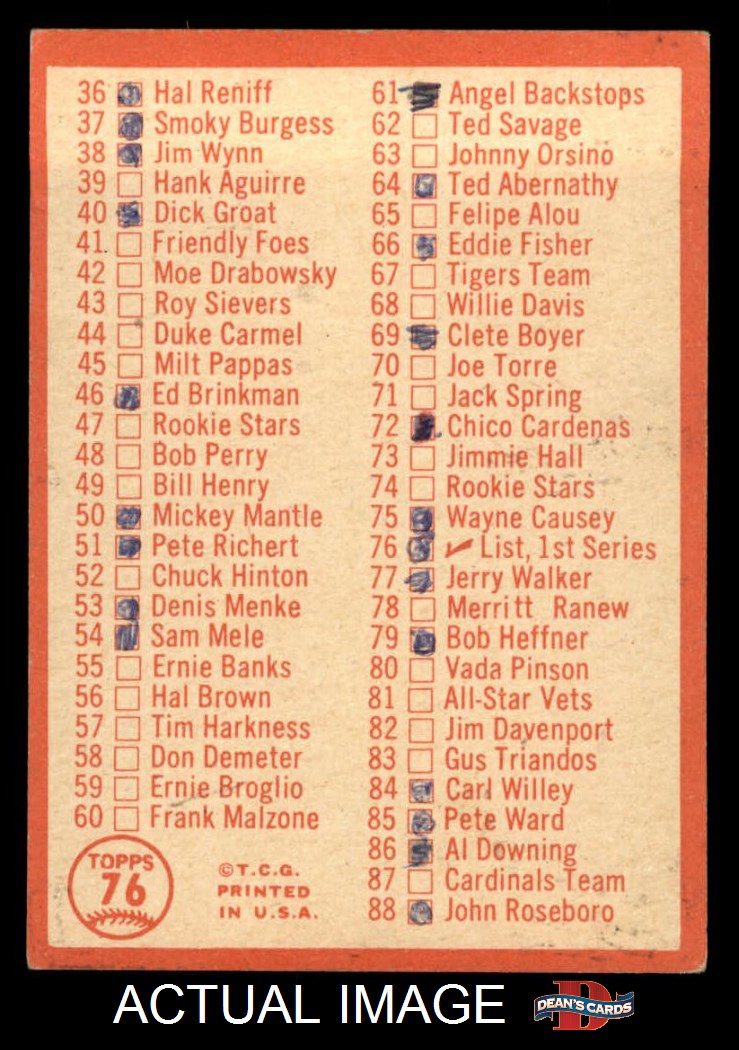 36 Hal Reniff
37 Smoky Burgess
38 Jim Wynn
39 Hank Aguirre
40 Dick Groat
41. Friendly Foes
42 Moe Drabowsky
43 Roy Sievers
44 Duke Carmel
45 Milt Pappas
46 Ed Brinkman
47 Rookie Stars
48 Bob Perry
49 Bill Henry
50 Mickey Mantle
51 Pete Richert
52 Chuck Hinton
53 Denis Menke
54 Sam Mele
55 Ernie Banks
56 Hal Brown
57 Tim Harkness
58 Don Demeter
59 Ernie Broglio
60 Frank Malzone
TOPPS
76
©T.C.G.
PRINTED
IN U.S.A.
61 Angel Backstops
62 Ted Savage
63 Johnny Orsino
64 Ted Abernathy
65 Felipe Alou
66 Eddie Fisher
67 Tigers Team
68 Willie Davis
69 Clete Boyer
70 Joe Torre
71 Jack Spring
72 Chico Cardenas
73 Jimmie Hall
74 Rookie Stars
75 Wayne Causey
76 ✓ List, 1st Series
77 Jerry Walker
78 Merritt Ranew
79 Bob Heffner
80 Vada Pinson
81 All-Star Vets
82 Jim Davenport
83 Gus Triandos
84 Carl Willey
85 Pete Ward
86 Al Downing
87 Cardinals Team
88 John Roseboro
ACTUAL IMAGE
D
DEAN'S CARDS